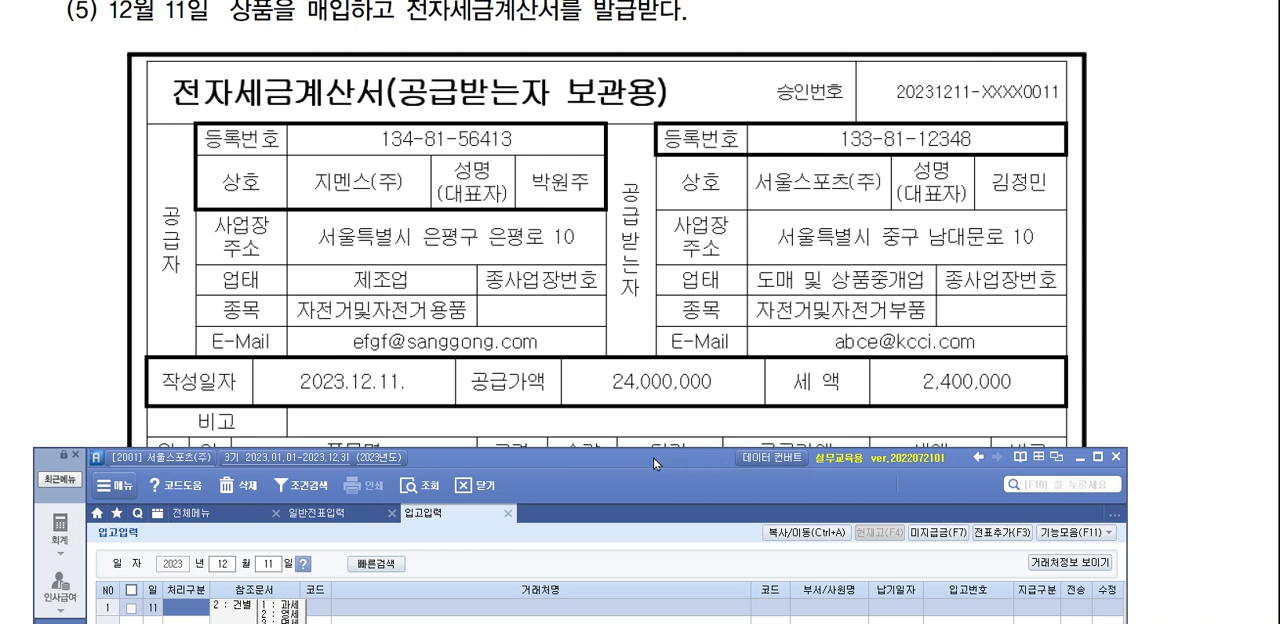 (5) 12월 11일 상품을 매입하고 전자세금계산서를 발급받다.
전자세금계산서(공급받는자 보관용) 승인번호 20231211-XXXX0011
공급자
등록번호 134-81-56413
상호 지멘스(주) 성명(대표자) 박원주
사업장주소 서울특별시 은평구 은평로 10
업태 제조업 종사업장번호
종목 자전거및자전거용품
E-Mail efgf@sanggong.com
공급받는자
등록번호 133-81-12348
상호 서울스포츠(주) 성명(대표자) 김정민
사업장주소 서울특별시 중구 남대문로 10
업태 도매 및 상품중개업 종사업장번호
종목 자전거및자전거부품
E-Mail abce@kcci.com
작성일자 2023.12.11. 공급가액 24,000,000 세 액 2,400,000
비고
[2001] 서울스포츠(주) 3기 2023.01.01-2023.12.31 (2023년도) 데이터 컨버트 실무교육용 ver.2022072101
최근메뉴 메뉴 코드도움 삭제 조건검색 인쇄 조회 닫기 [F10] 을 누르세요
회계
인사급여
전체메뉴 일반전표입력 입고입력
입고입력 복사/이동(Ctrl+A) 현재고(F4) 미지급금(F7) 전표추가(F3) 기능모음(F11)
일 자 2023 년 12 월 11 일 ? 빠른검색 거래처정보 보이기
NO 일 처리구분 참조문서 코드 거래처명 코드 부서/사원명 납기일자 입고번호 지급구분 전송 수정
1 11 2 : 건별 1 : 과세
2 : 영세